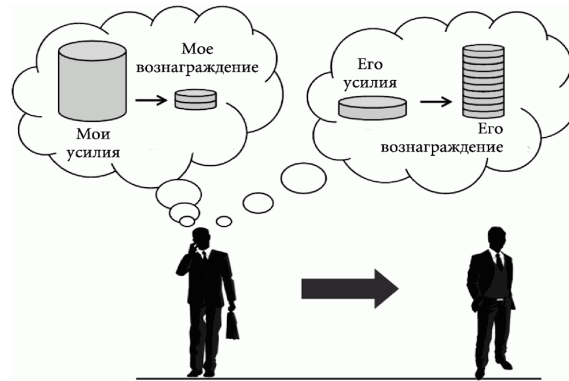 Мое
вознаграждение
Мои
усилия
Его
усилия
Его
вознаграждение